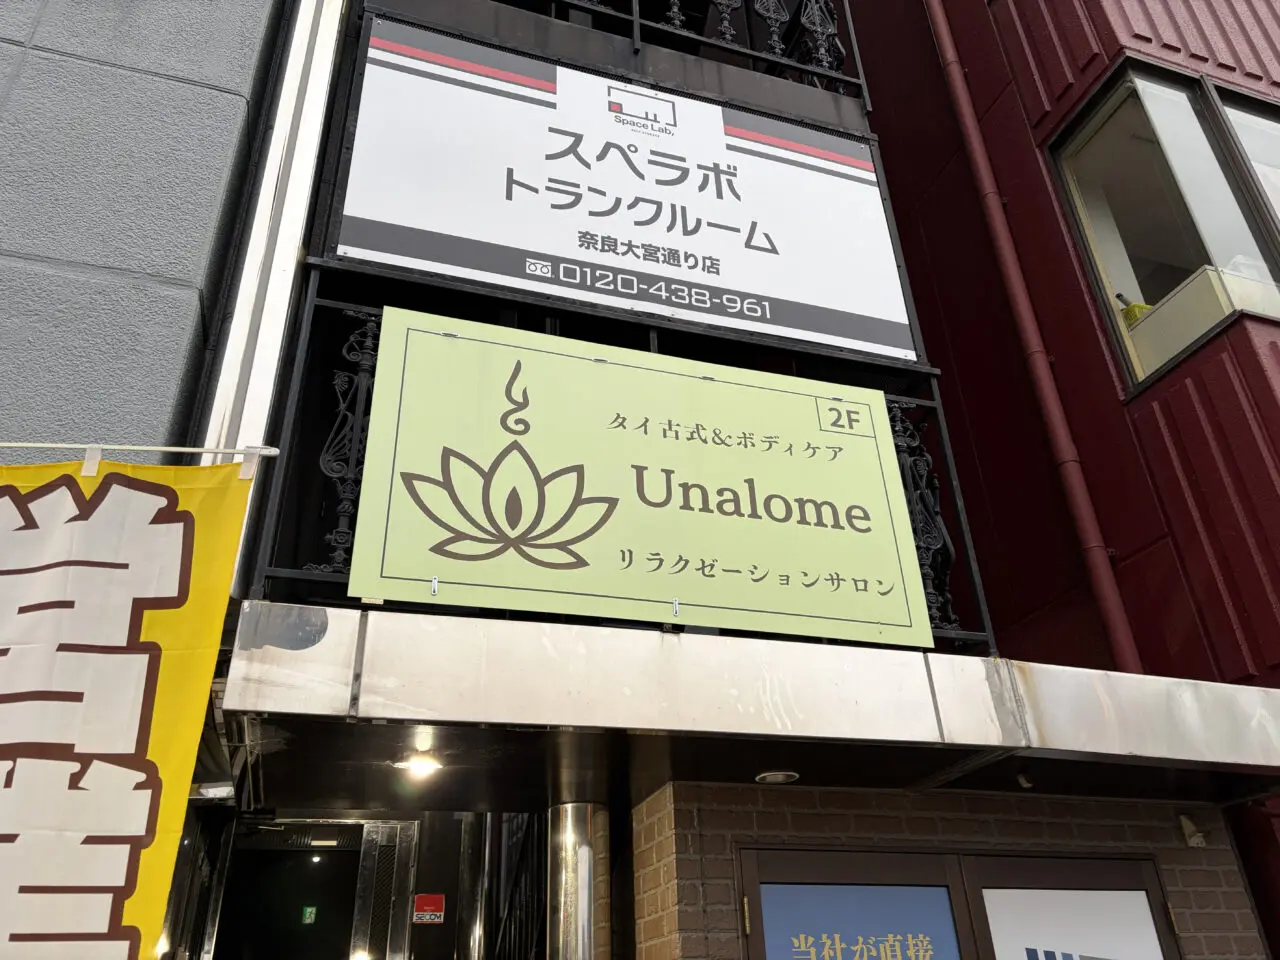 Space Lab,
スペラボ
トランクルーム
奈良大宮通り店
0120-438-961
2F
タイ古式&ボディケア
Unalome
リラクゼーションサロン
SECOM
当社が直接